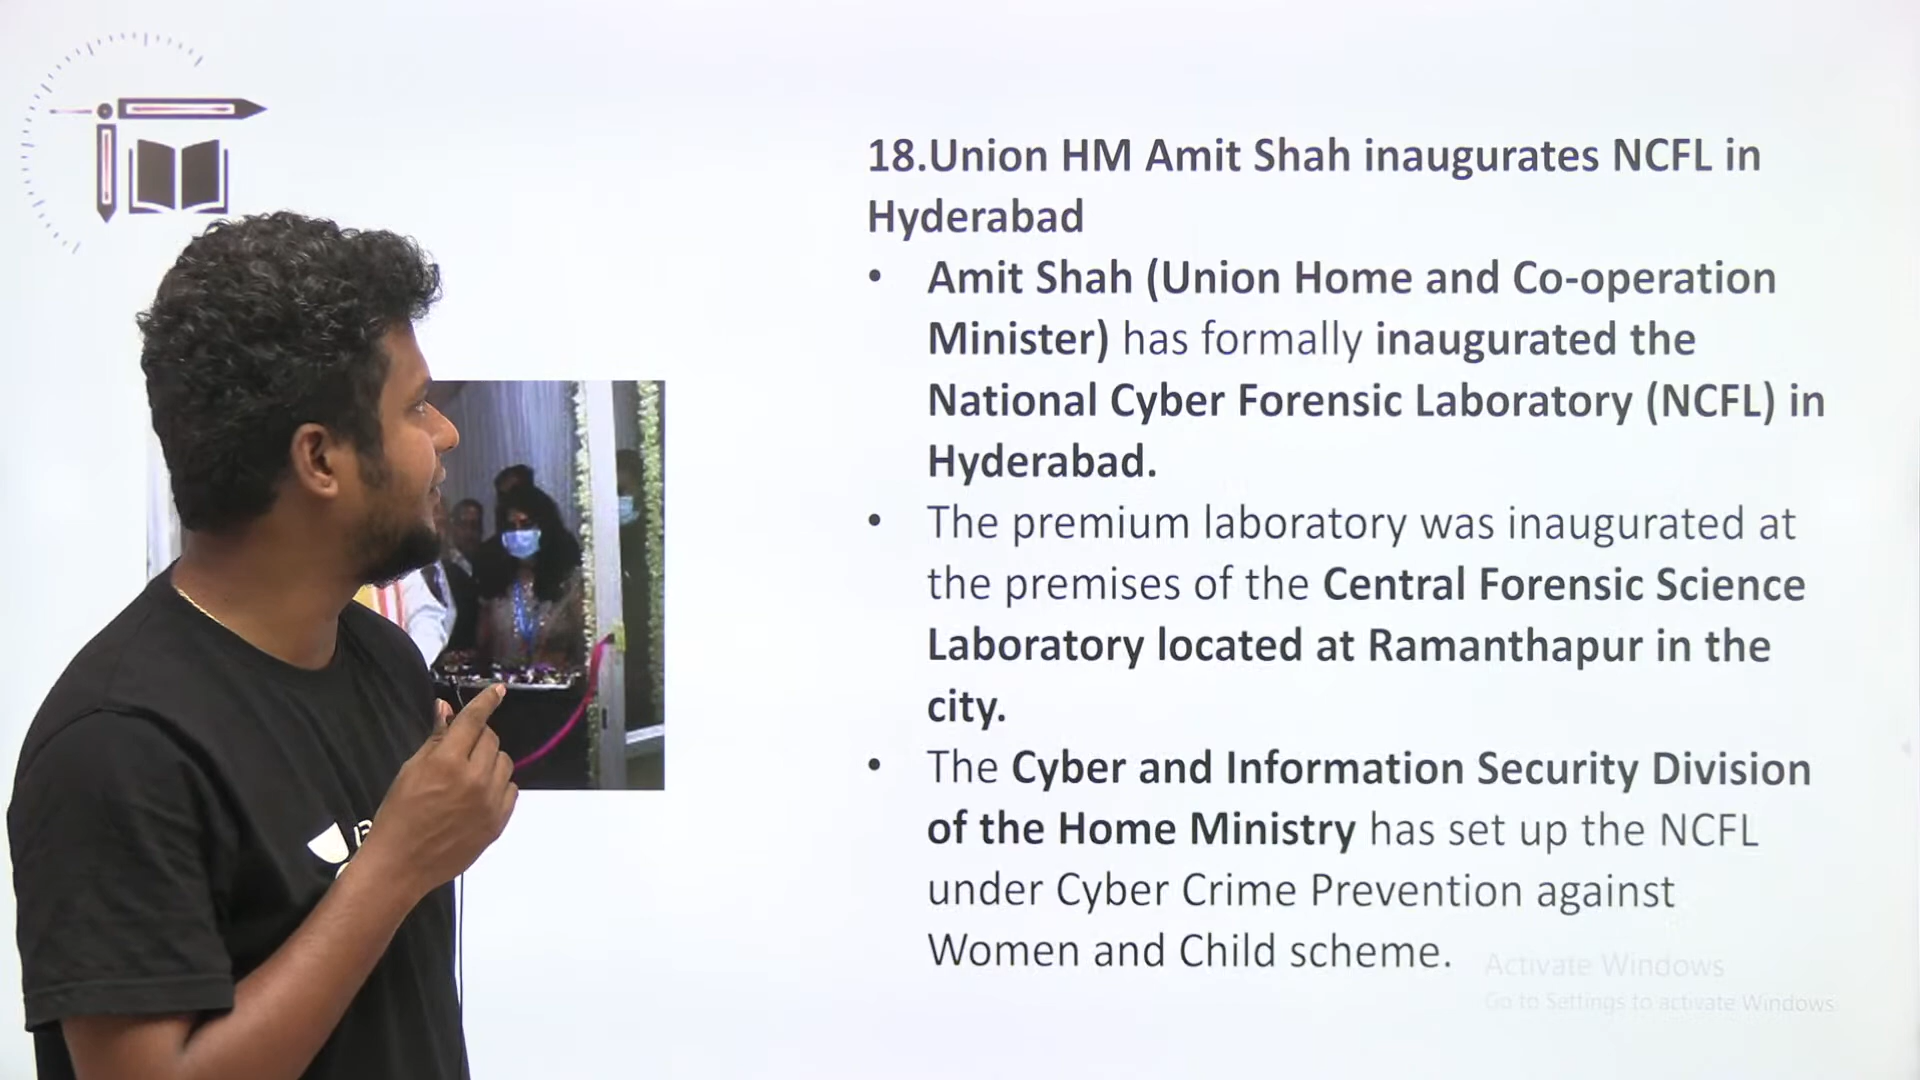 18.Union HM Amit Shah inaugurates NCFL in
Hyderabad
• Amit Shah (Union Home and Co-operation
Minister) has formally inaugurated the
National Cyber Forensic Laboratory (NCFL) in
Hyderabad.
• The premium laboratory was inaugurated at
the premises of the Central Forensic Science
Laboratory located at Ramanthapur in the
city.
• The Cyber and Information Security Division
of the Home Ministry has set up the NCFL
under Cyber Crime Prevention against
Women and Child scheme.
Activate Windows
Go to Settings to activate Windows.